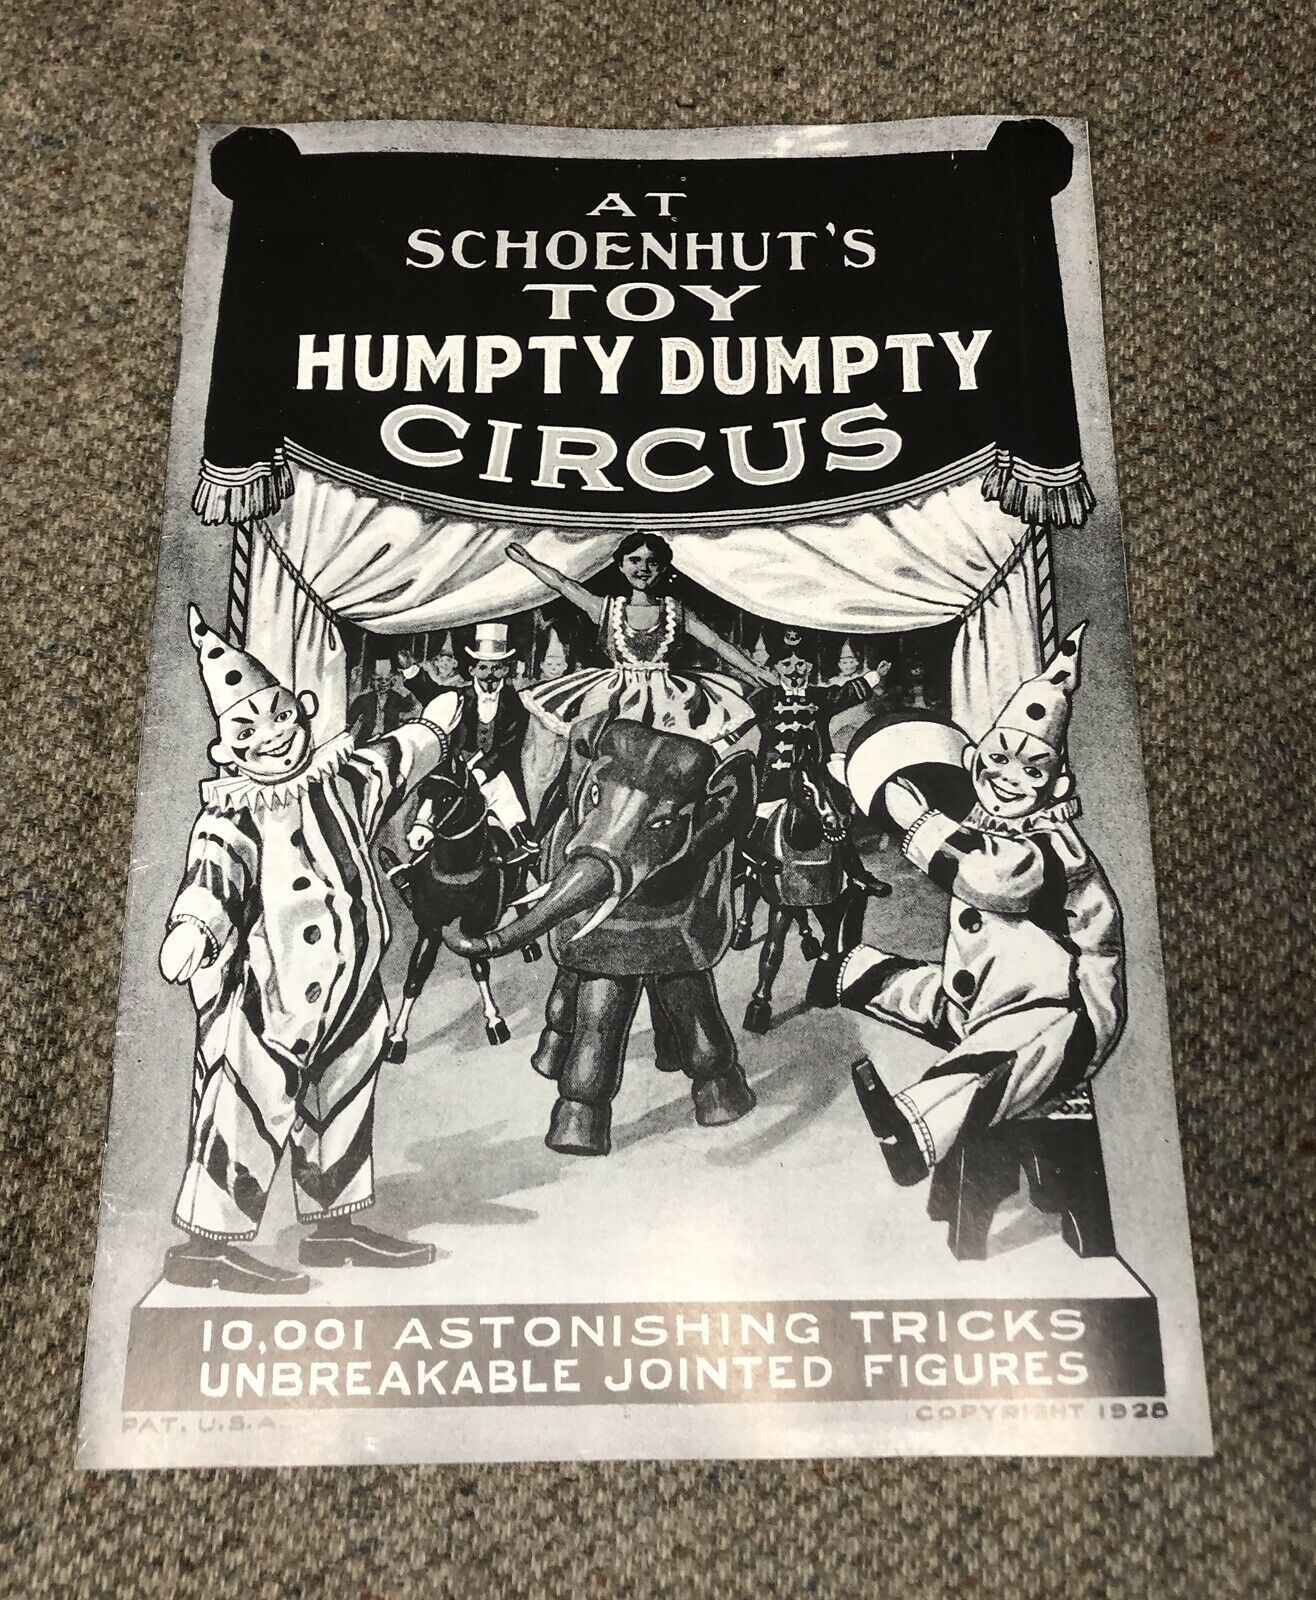 AT
SCHOENHUT'S
TOY
HUMPTY DUMPTY
CIRCUS
10,001 ASTONISHING TRICKS
UNBREAKABLE JOINTED FIGURES
PAT. U.S.A.
COPYRIGHT 1928